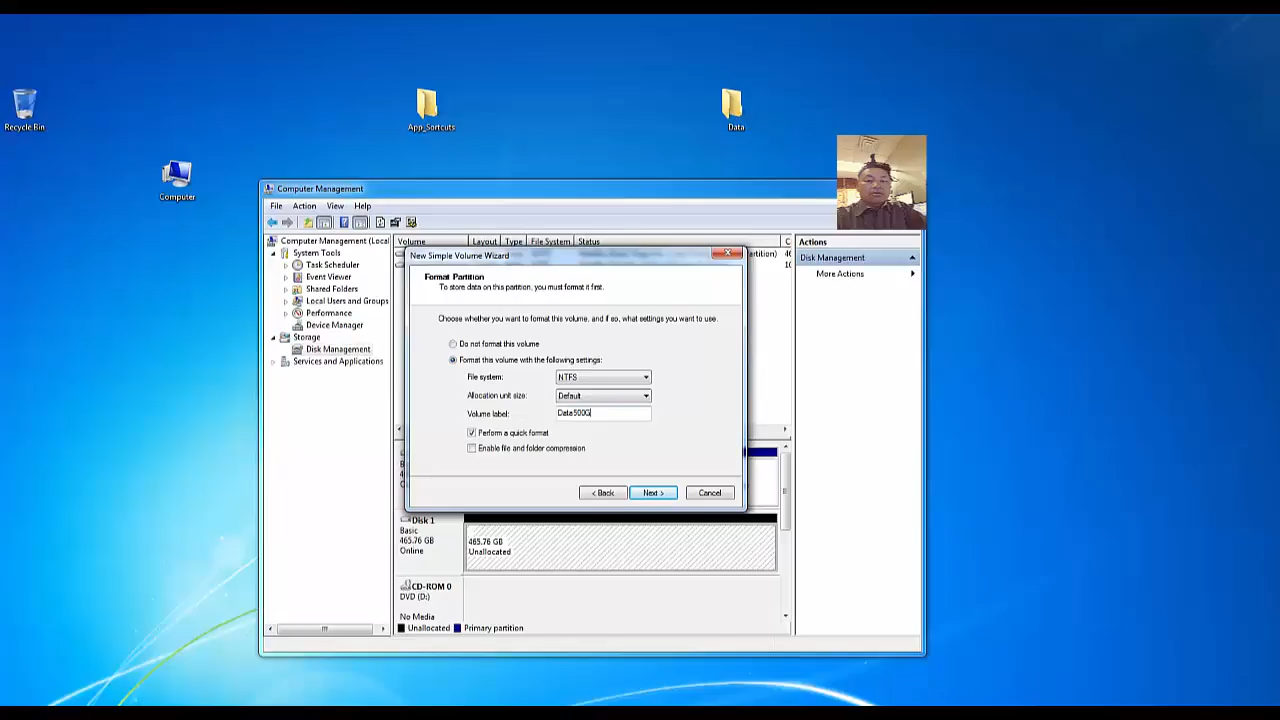 Recycle Bin
App_Sortcuts
Data
Computer
Computer Management
File Action View Help
Computer Management (Local
System Tools
Task Scheduler
Event Viewer
Shared Folders
Local Users and Groups
Performance
Device Manager
Storage
Disk Management
Services and Applications
Volume Layout Type File System Status C
artition) 4
10
New Simple Volume Wizard
Format Partition
To store data on this partition, you must format it first.
Choose whether you want to format this volume, and if so, what settings you want to use.
Do not format this volume
Format this volume with the following settings:
File system: NTFS
Allocation unit size: Default
Volume label: Data500G
Perform a quick format
Enable file and folder compression
< Back Next > Cancel
Disk 1
Basic
465.76 GB
Online
465.76 GB
Unallocated
CD-ROM 0
DVD (D:)
No Media
Unallocated Primary partition
Actions
Disk Management
More Actions